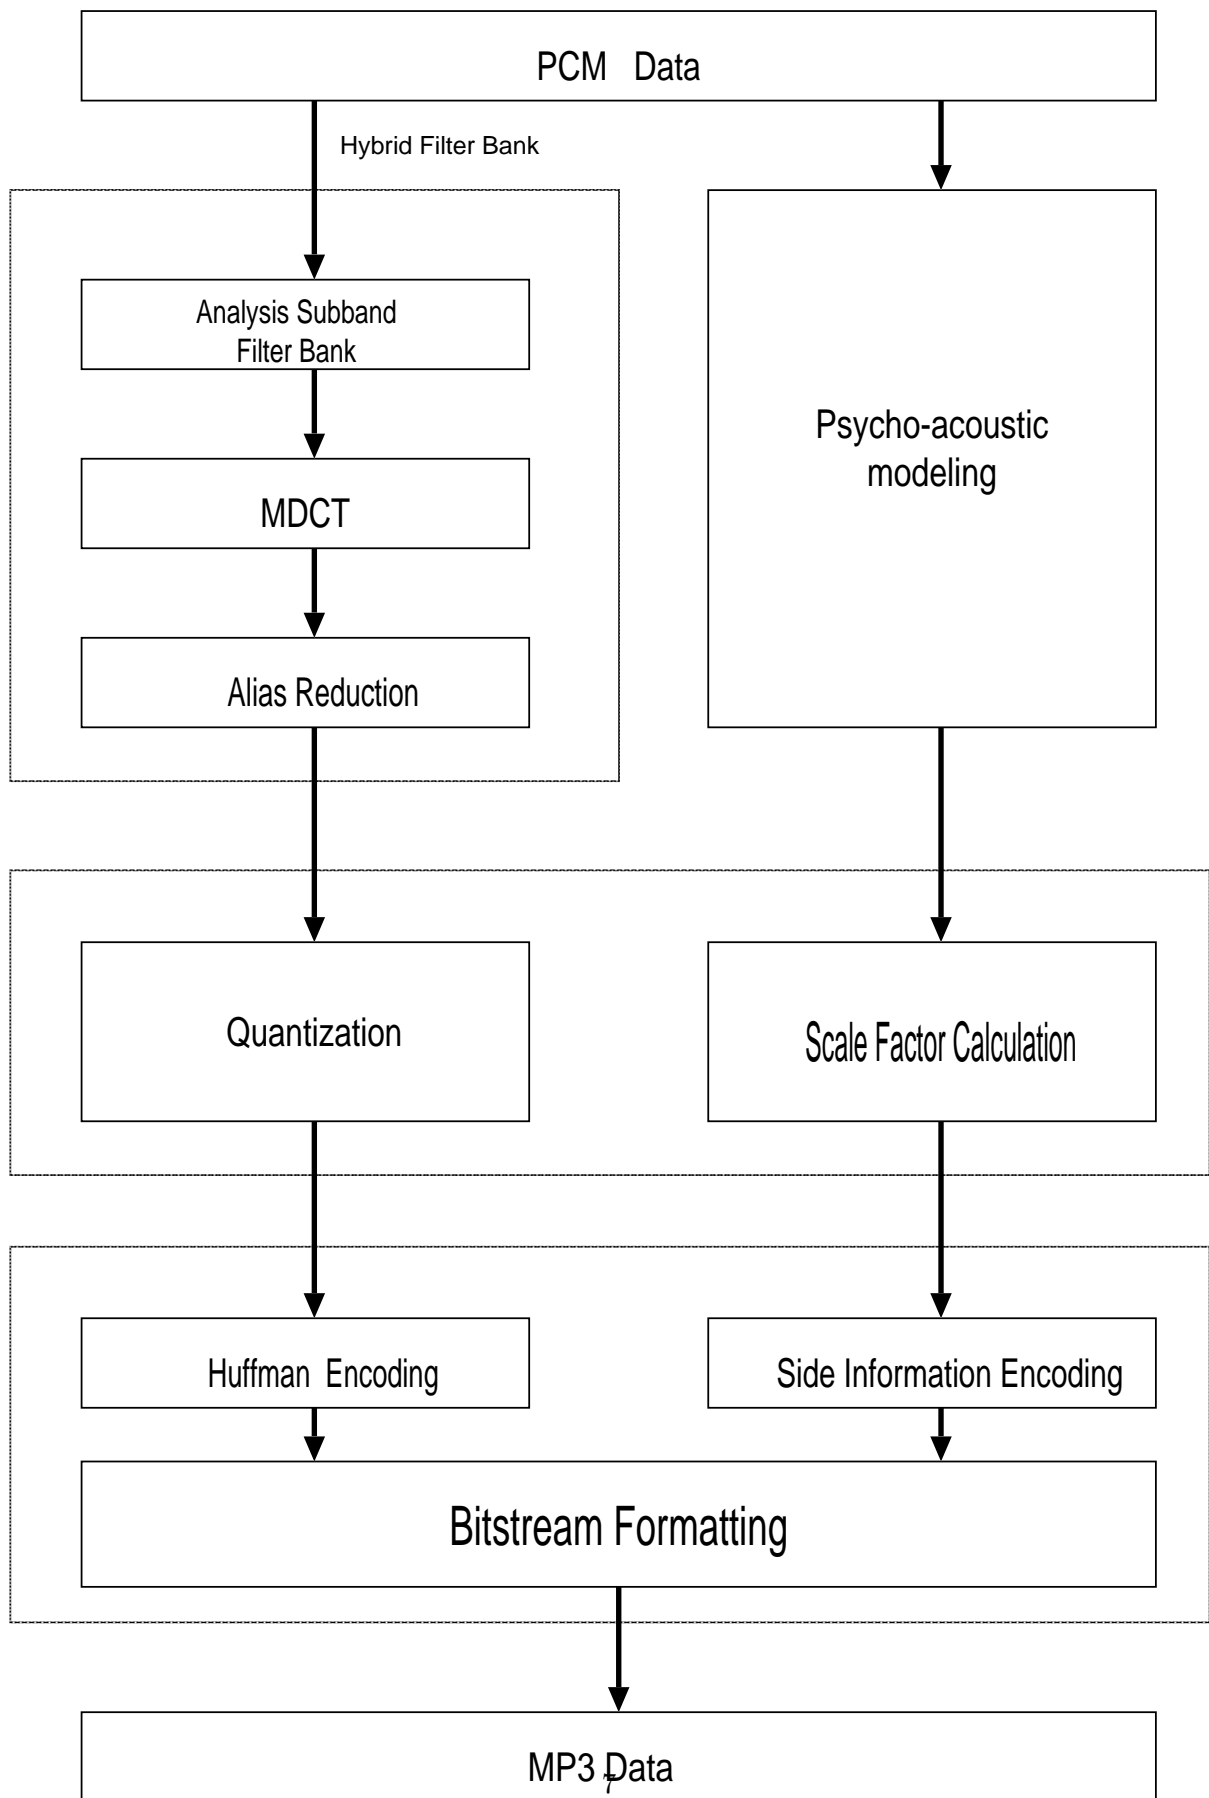 PCM Data
Hybrid Filter Bank
Analysis Subband
Filter Bank
Psycho-acoustic
modeling
MDCT
Alias Reduction
Quantization
Scale Factor Calculation
Huffman Encoding
Side Information Encoding
Bitstream Formatting
MP3 Data
7